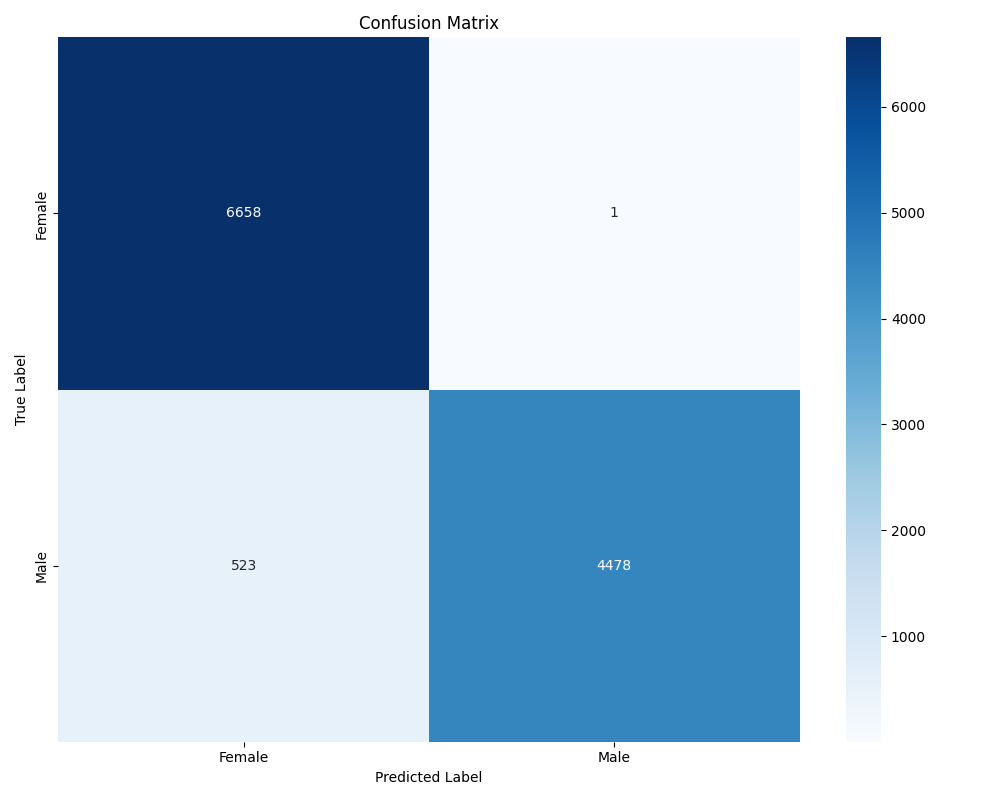 Confusion Matrix
True Label
Female
Male
6658
1
523
4478
Female
Male
Predicted Label
6000
5000
4000
3000
2000
1000